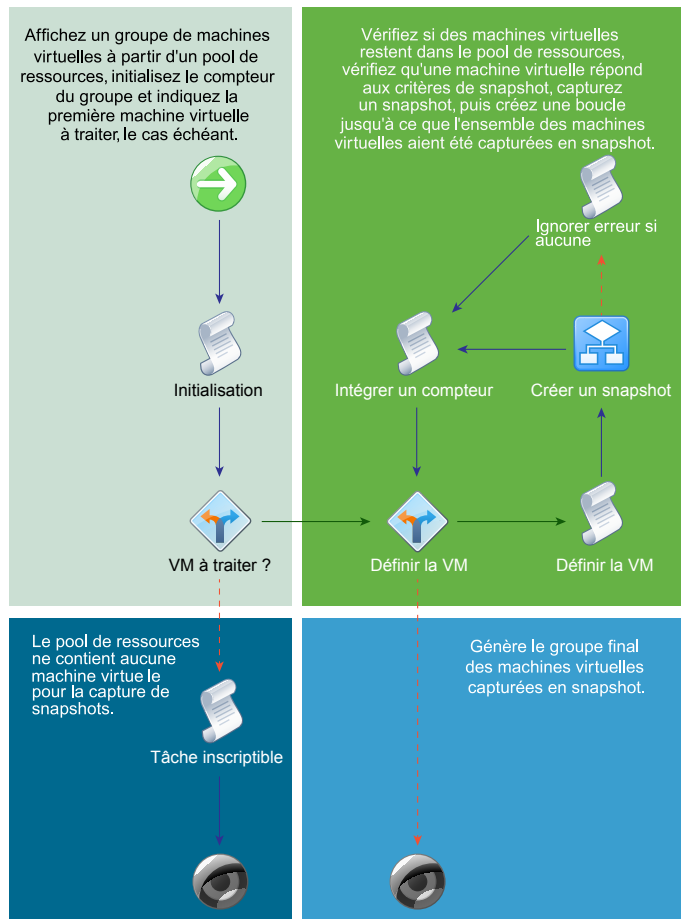 Affichez un groupe de machines
virtuelles à partir d'un pool de
ressources, initialisez le compteur
du groupe et indiquez la
première machine virtuelle
à traiter, le cas échéant.
Initialisation
VM à traiter ?
Vérifiez si des machines virtuelles
restent dans le pool de ressources,
vérifiez qu'une machine virtuelle répond
aux critères de snapshot, capturez
un snapshot, puis créez une boucle
jusqu'à ce que l'ensemble des machines
virtuelles aient été capturées en snapshot.
Ignorer erreur si
aucune
Intégrer un compteur
Créer un snapshot
Définir la VM
Définir la VM
Le pool de ressources
ne contient aucune
machine virtue le
pour la capture de
snapshots.
Tâche inscriptible
Génère le groupe final
des machines virtuelles
capturées en snapshot.